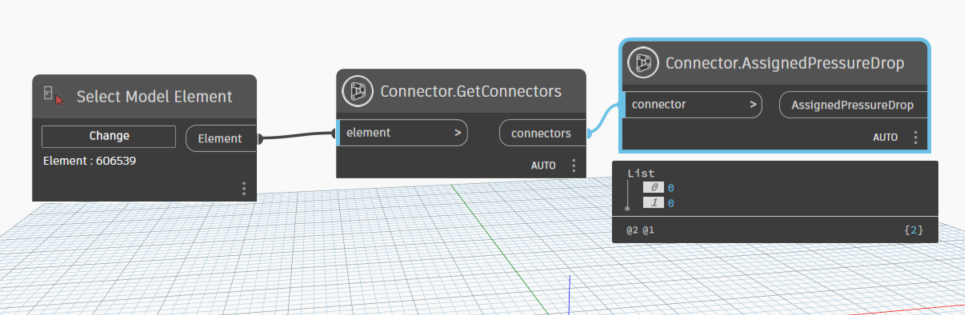 Select Model Element
Change
Element
Element : 606539
Connector.GetConnectors
element >
connectors
AUTO
Connector.AssignedPressureDrop
connector >
AssignedPressureDrop
AUTO
List
0 0
1 0
@2 @1 {2}